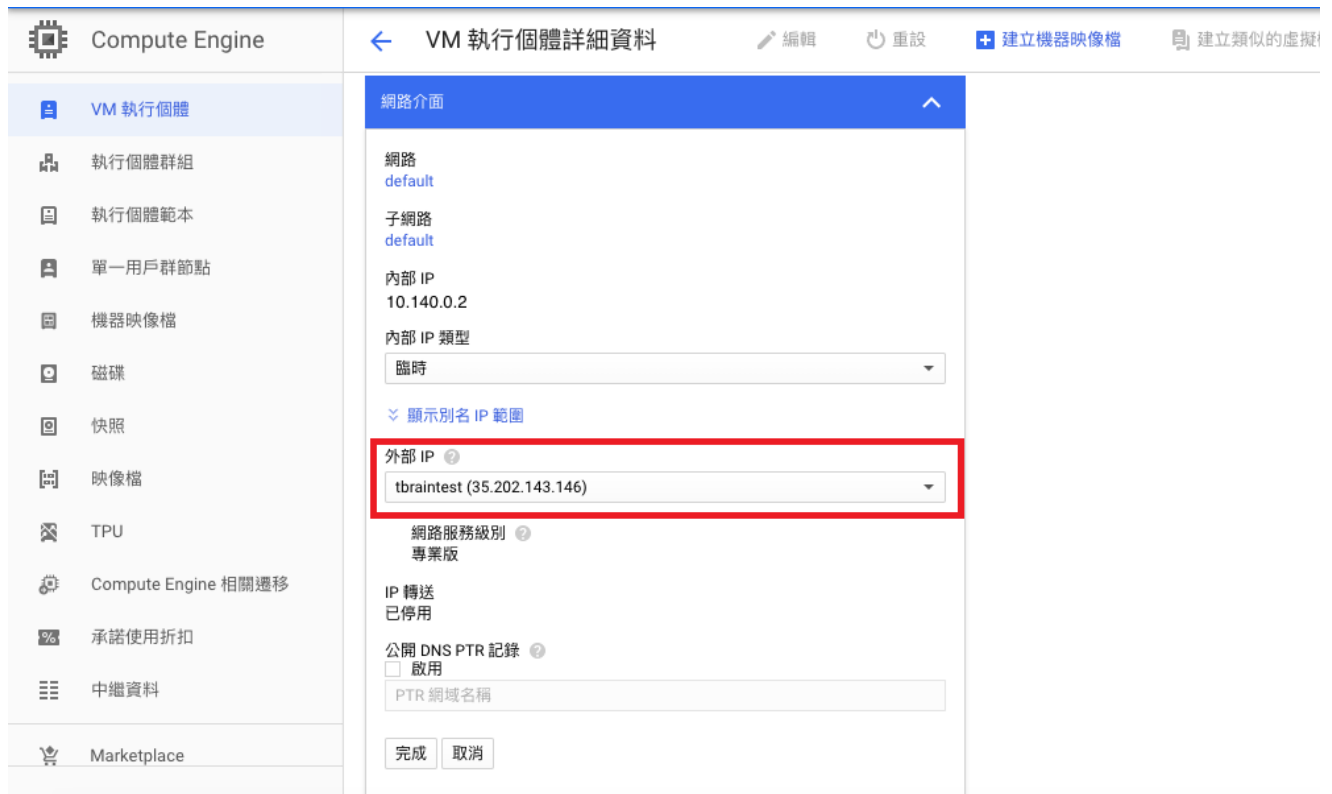 Compute Engine
VM 執行個體詳細資料
編輯
重設
建立機器映像檔
建立類似的虛擬
VM 執行個體
執行個體群組
執行個體範本
單一用戶群節點
機器映像檔
磁碟
快照
映像檔
TPU
Compute Engine 相關遷移
承諾使用折扣
中繼資料
Marketplace
網路介面
網路
default
子網路
default
內部 IP
10.140.0.2
內部 IP 類型
臨時
顯示別名 IP 範圍
外部 IP
tbraintest (35.202.143.146)
網路服務級別
專業版
IP 轉送
已停用
公開 DNS PTR 記錄
啟用
PTR 網域名稱
完成
取消